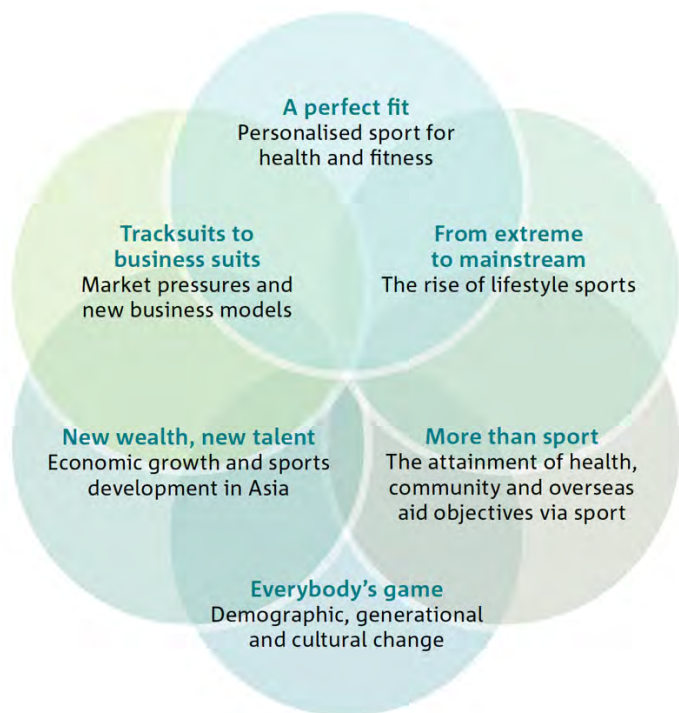 A perfect fit
Personalised sport for
health and fitness
Tracksuits to
business suits
Market pressures and
new business models
From extreme
to mainstream
The rise of lifestyle sports
New wealth, new talent
Economic growth and sports
development in Asia
More than sport
The attainment of health,
community and overseas
aid objectives via sport
Everybody’s game
Demographic, generational
and cultural change